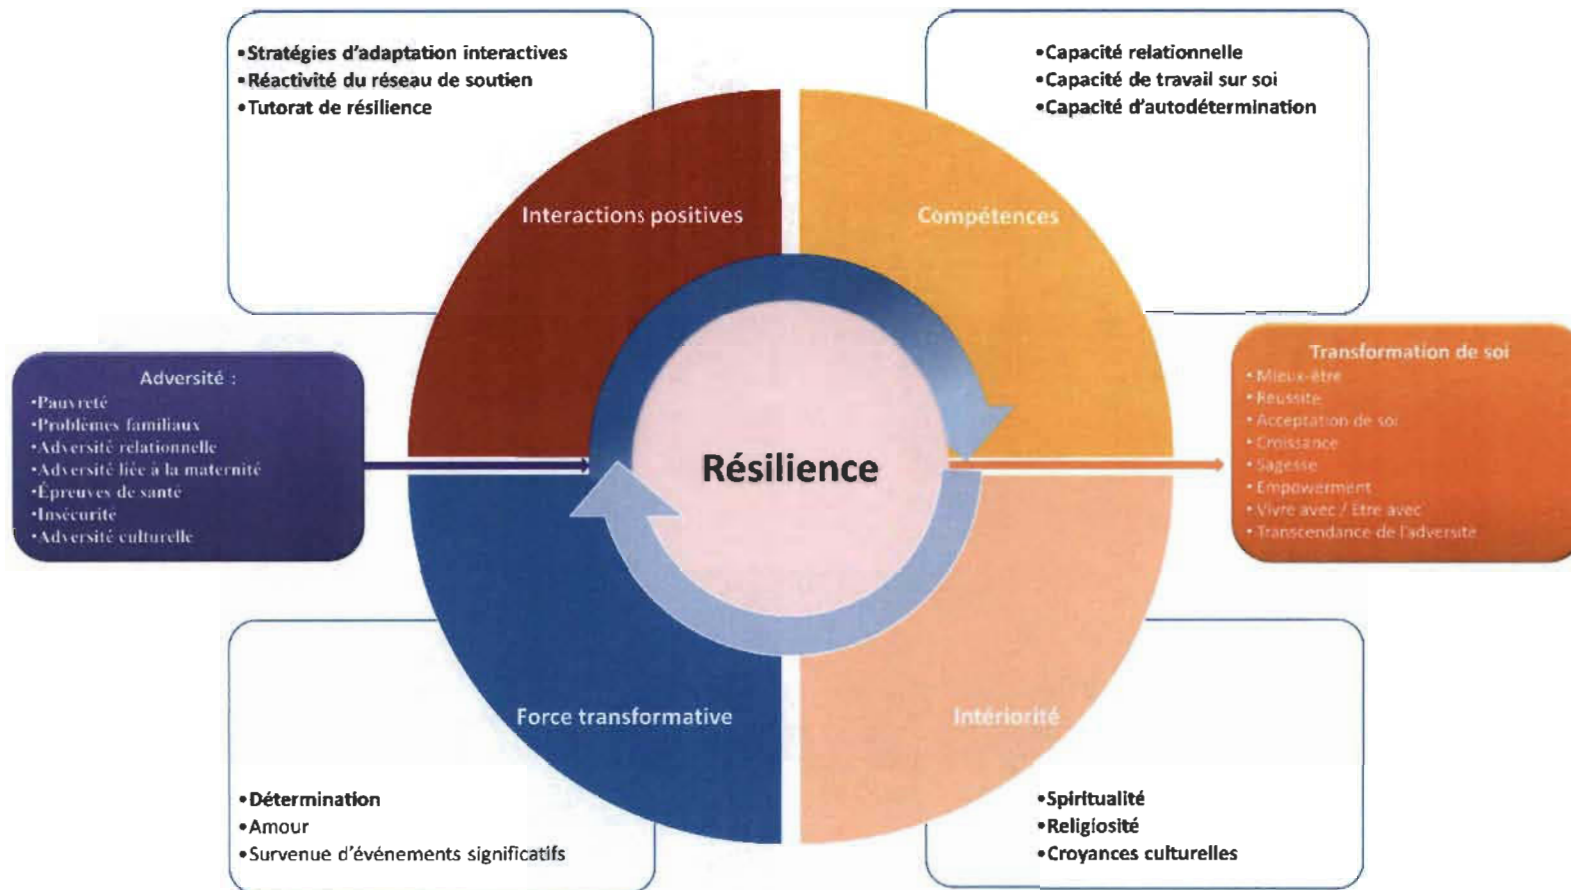 •Stratégies d'adaptation interactives
•Réactivité du réseau de soutien
•Tutorat de résilience
•Capacité relationnelle
•Capacité de travail sur soi
•Capacité d'autodétermination
Interactions positives
Compétences
Adversité :
•Pauvreté
•Problèmes familiaux
•Adversité relationnelle
•Adversité liée à la maternité
•Épreuves de santé
•Insécurité
•Adversité culturelle
Résilience
Transformation de soi
• Mieux-être
• Réussite
• Acceptation de soi
• Croissance
• Sagesse
• Empowerment
• Vivre avec / Etre avec
• Transcendance de l'adversité
Force transformative
Intériorité
•Détermination
•Amour
•Survenue d'événements significatifs
•Spiritualité
•Religiosité
•Croyances culturelles